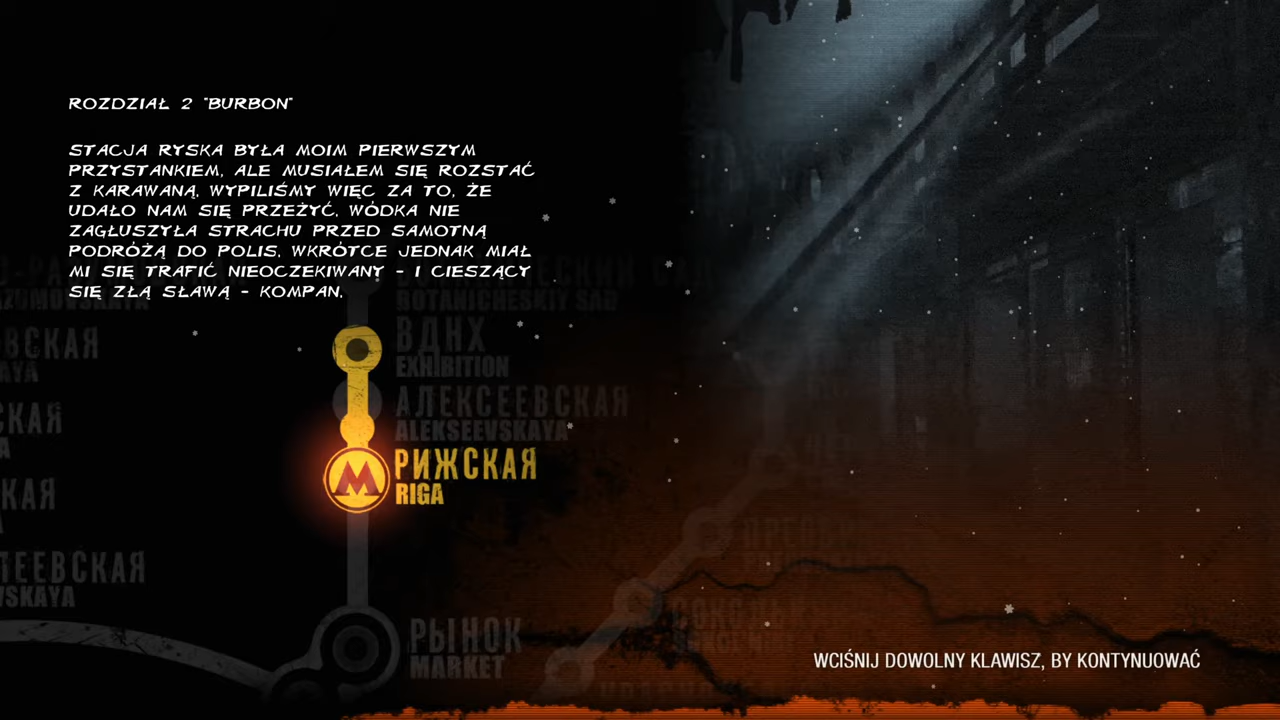 ROZDZIAŁ 2 "BURBON"
STACJA RYSKA BYŁA MOIM PIERWSZYM
PRZYSTANKIEM, ALE MUSIAŁEM SIĘ ROZSTAĆ
Z KARAWANĄ. WYPILIŚMY WIĘC ZA TO, ŻE
UDAŁO NAM SIĘ PRZEŻYĆ. WÓDKA NIE
ZAGŁUSZYŁA STRACHU PRZED SAMOTNĄ
PODRÓŻĄ DO POLIS. WKRÓTCE JEDNAK MIAŁ
MI SIĘ TRAFIĆ NIEOCZEKIWANY - I CIESZĄCY
SIĘ ZŁĄ SŁAWĄ - KOMPAN.
BOTANICHESKIY SAD
ВДНХ
EXHIBITION
АЛЕКСЕЕВСКАЯ
ALEKSEEVSKAYA
РИЖСКАЯ
RIGA
РЫНОК
MARKET
WCIŚNIJ DOWOLNY KLAWISZ, BY KONTYNUOWAĆ